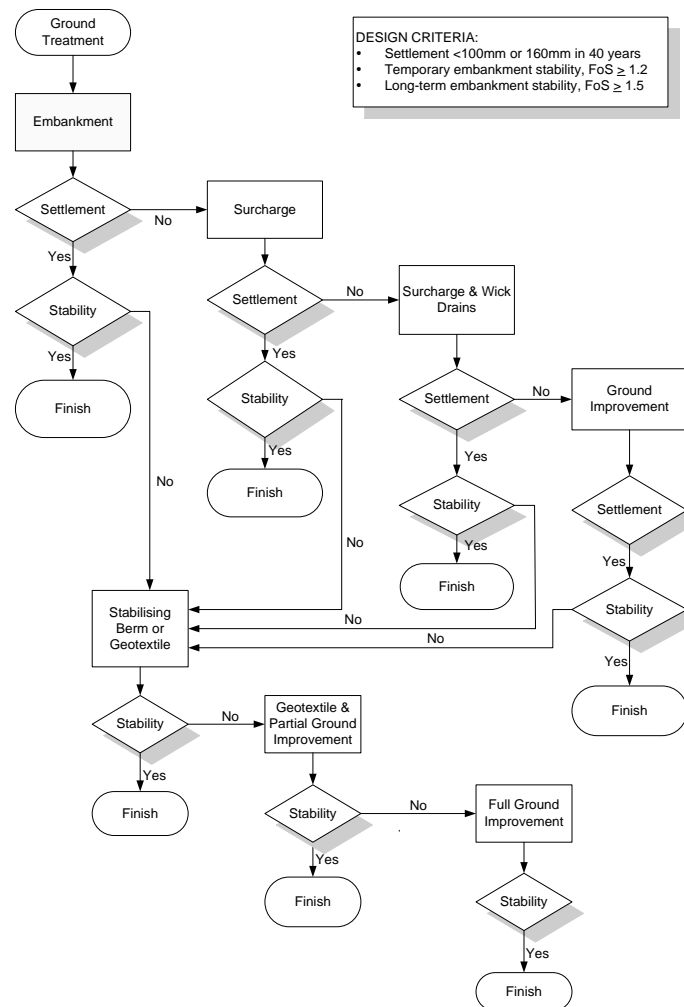 Ground
Treatment
DESIGN CRITERIA:
• Settlement <100mm or 160mm in 40 years
• Temporary embankment stability, FoS ≥ 1.2
• Long-term embankment stability, FoS ≥ 1.5
Embankment
Settlement
No
Surcharge
Yes
Stability
Yes
Finish
No
Settlement
No
Surcharge & Wick
Drains
Yes
Stability
Yes
Finish
No
Settlement
No
Ground
Improvement
Yes
Stability
Yes
Finish
No
Settlement
Yes
Stability
No
Yes
Finish
Stabilising
Berm or
Geotextile
Stability
No
Yes
Finish
Geotextile &
Partial Ground
Improvement
Stability
No
Yes
Finish
Full Ground
Improvement
Stability
Yes
Finish